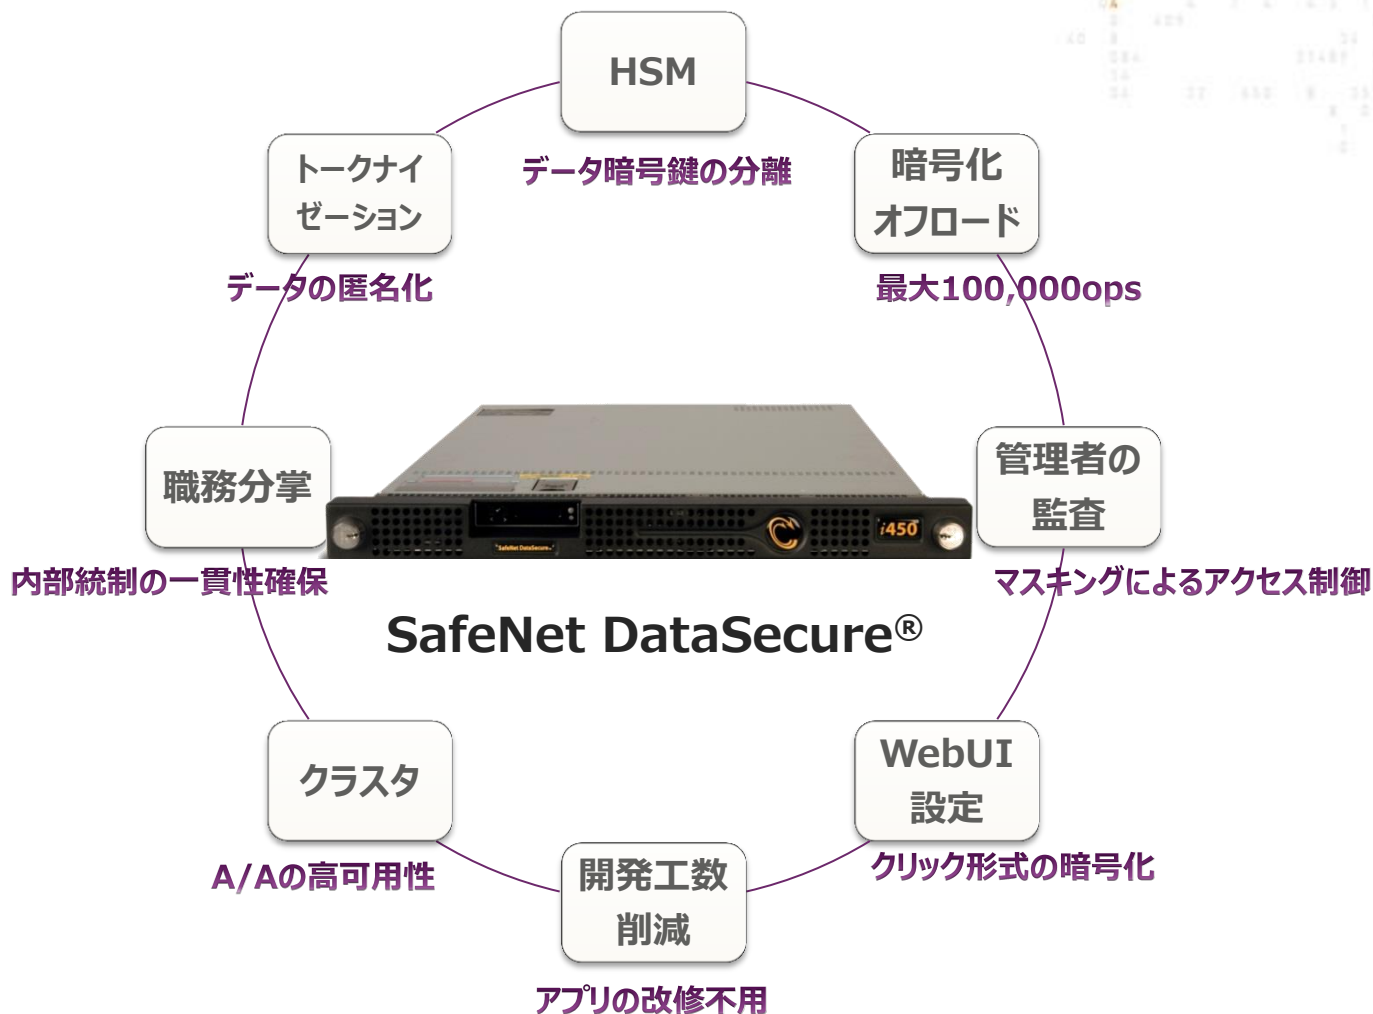 HSM
データ暗号鍵の分離
トークナイ
ゼーション
データの匿名化
暗号化
オフロード
最大100,000ops
職務分掌
内部統制の一貫性確保
管理者の
監査
マスキングによるアクセス制御
i450
SafeNet DataSecure
SafeNet DataSecure®
クラスタ
A/Aの高可用性
WebUI
設定
クリック形式の暗号化
開発工数
削減
アプリの改修不用